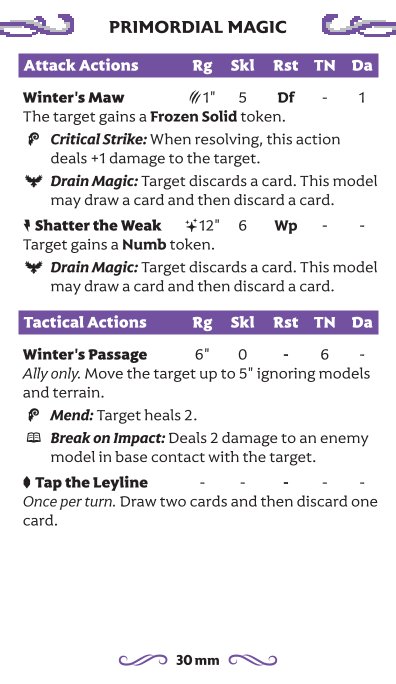 PRIMORDIAL MAGIC
Attack Actions Rg Skl Rst TN Da
Winter's Maw 1" 5 Df - 1
The target gains a Frozen Solid token.
Critical Strike: When resolving, this action
deals +1 damage to the target.
Drain Magic: Target discards a card. This model
may draw a card and then discard a card.
Shatter the Weak 12" 6 Wp - -
Target gains a Numb token.
Drain Magic: Target discards a card. This model
may draw a card and then discard a card.
Tactical Actions Rg Skl Rst TN Da
Winter's Passage 6" 0 - 6 -
Ally only. Move the target up to 5" ignoring models
and terrain.
Mend: Target heals 2.
Break on Impact: Deals 2 damage to an enemy
model in base contact with the target.
Tap the Leyline - - - - -
Once per turn. Draw two cards and then discard one
card.
30 mm